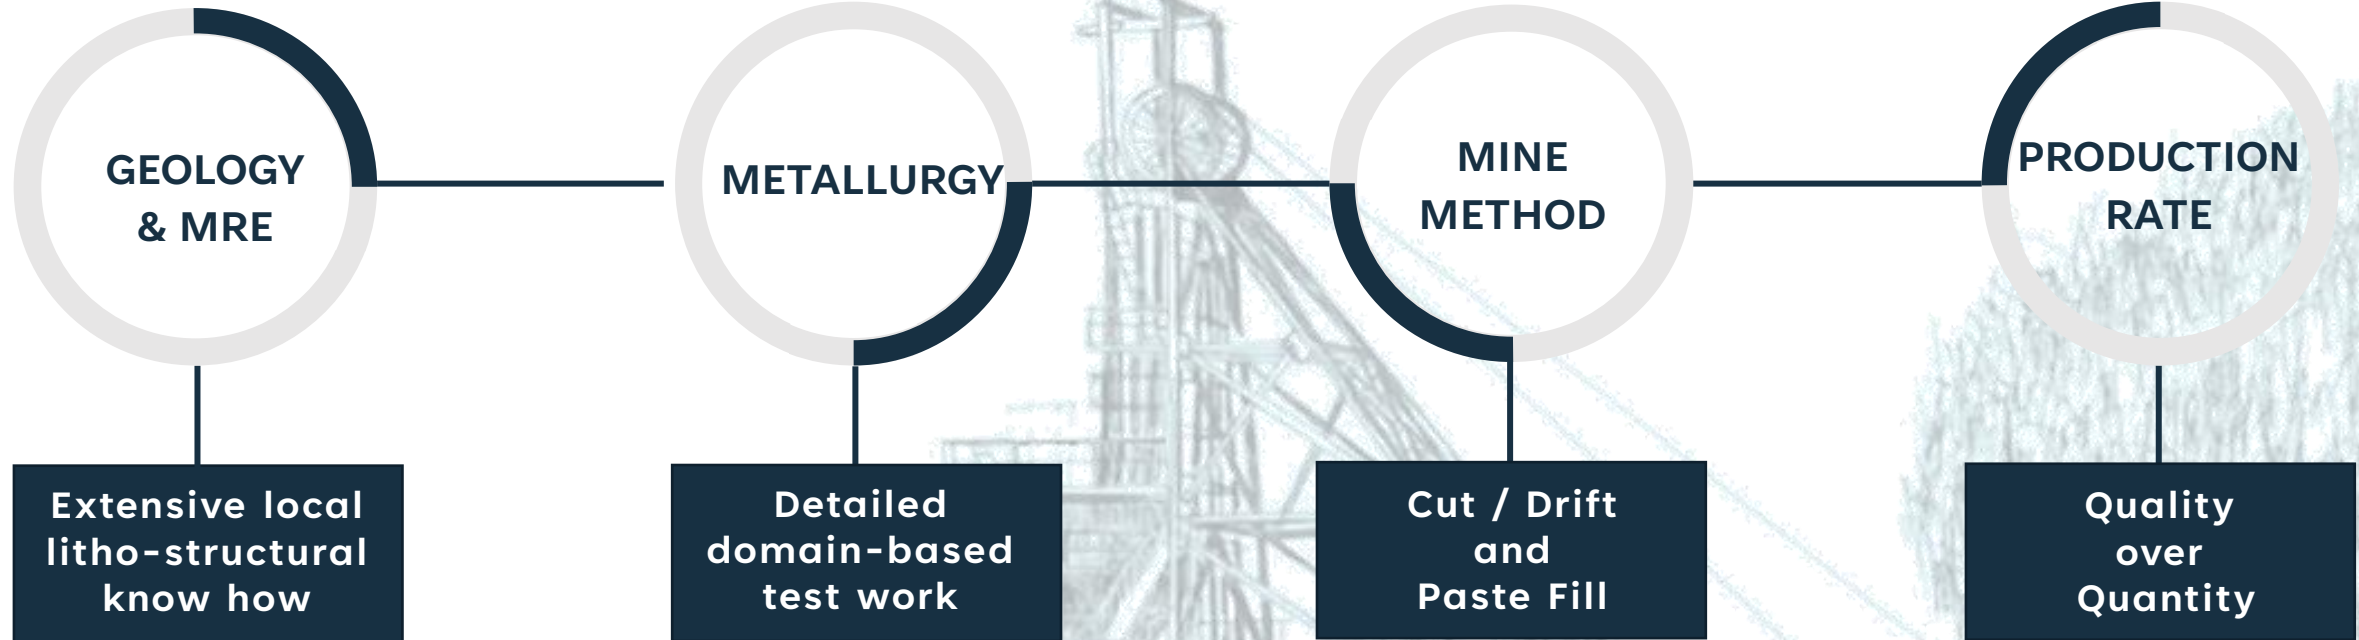 GEOLOGY
& MRE
METALLURGY
MINE
METHOD
PRODUCTION
RATE
Extensive local
litho-structural
know how
Detailed
domain-based
test work
Cut / Drift
and
Paste Fill
Quality
over
Quantity